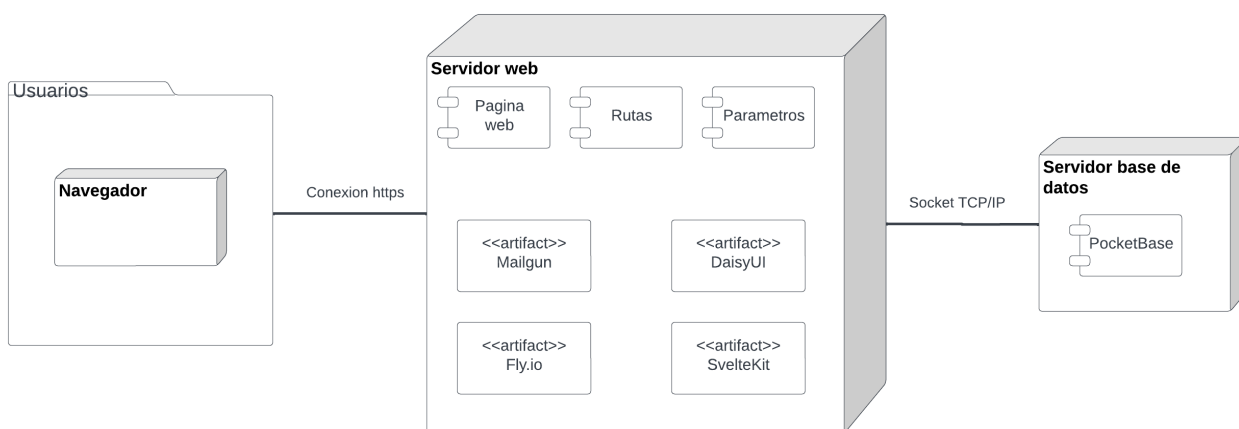 Usuarios
Navegador
Conexion https
Servidor web
Pagina
web
Rutas
Parametros
<<artifact>>
Mailgun
<<artifact>>
DaisyUI
<<artifact>>
Fly.io
<<artifact>>
SvelteKit
Socket TCP/IP
Servidor base de
datos
PocketBase